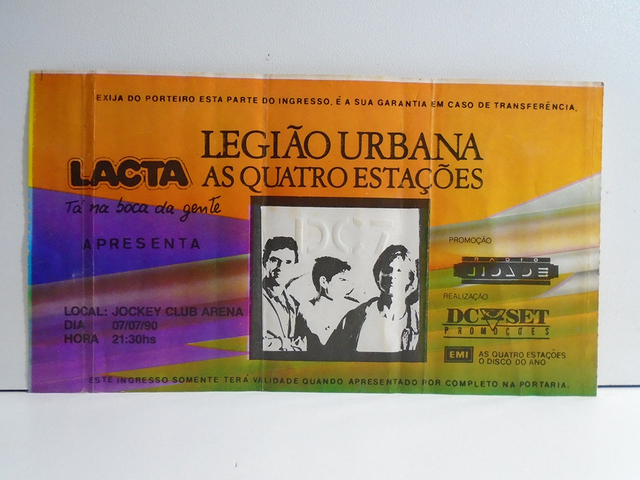 EXIJA DO PORTEIRO ESTA PARTE DO INGRESSO, É A SUA GARANTIA EM CASO DE TRANSFERÊNCIA.
LEGIÃO URBANA
AS QUATRO ESTAÇÕES
LACTA
Tá na boca da gente
APRESENTA
DC7
LOCAL: JOCKEY CLUB ARENA
DIA 07/07/90
HORA 21:30hs
PROMOÇÃO
RADIO
CIDADE
REALIZAÇÃO
DC SET
PROMOÇÕES
EMI AS QUATRO ESTAÇÕES
O DISCO DO ANO
ESTE INGRESSO SOMENTE TERÁ VALIDADE QUANDO APRESENTADO POR COMPLETO NA PORTARIA.